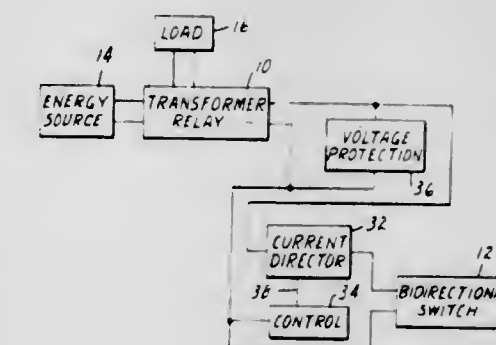 LOAD
16
14
10
ENERGY
SOURCE
TRANSFORMER
RELAY
VOLTAGE
PROTECTION
36
32
CURRENT
DIRECTOR
12
38
34
BIDIRECTIONA
SWITCH
CONTROL